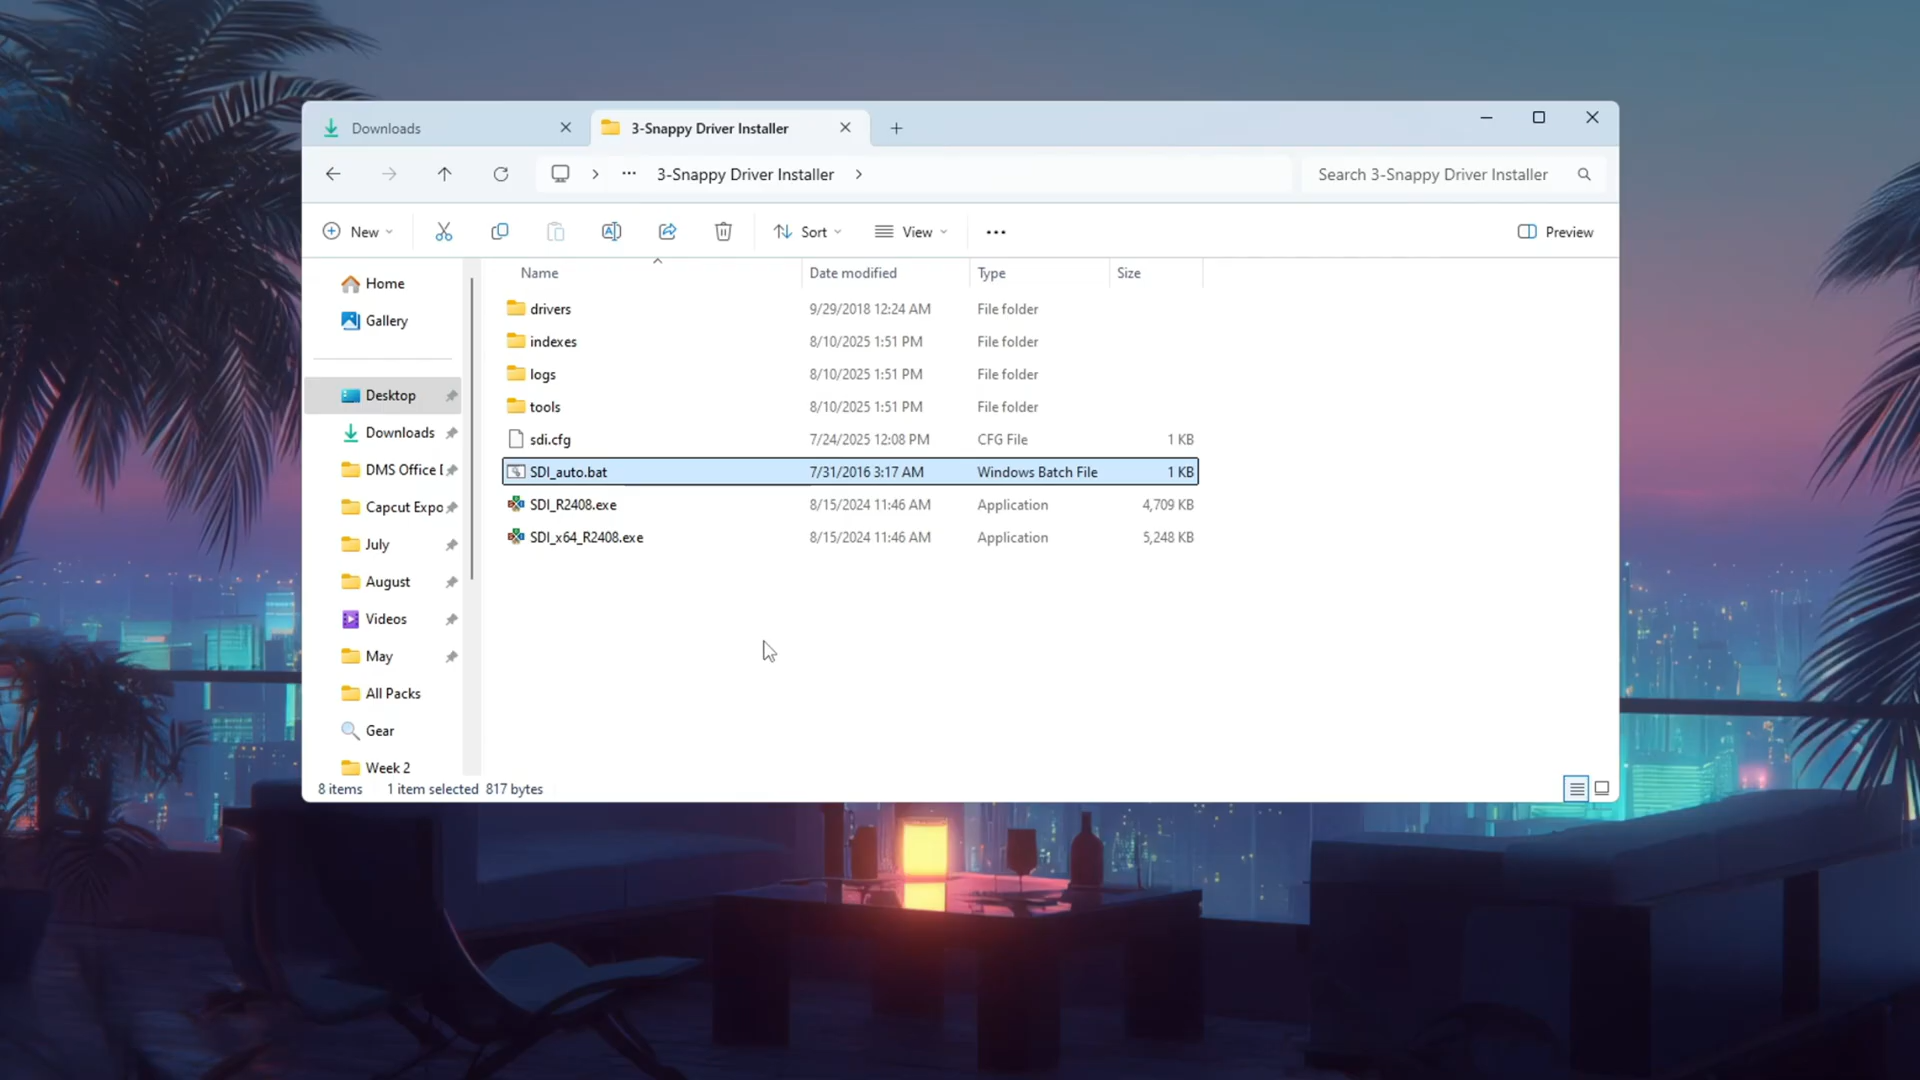 Downloads
3-Snappy Driver Installer
3-Snappy Driver Installer
Search 3-Snappy Driver Installer
New
Sort
View
Preview
Home
Gallery
Desktop
Downloads
DMS Office
Capcut Expo
July
August
Videos
May
All Packs
Gear
Week 2
Name Date modified Type Size
drivers 9/29/2018 12:24 AM File folder
indexes 8/10/2025 1:51 PM File folder
logs 8/10/2025 1:51 PM File folder
tools 8/10/2025 1:51 PM File folder
sdi.cfg 7/24/2025 12:08 PM CFG File 1 KB
SDI_auto.bat 7/31/2016 3:17 AM Windows Batch File 1 KB
SDI_R2408.exe 8/15/2024 11:46 AM Application 4,709 KB
SDI_x64_R2408.exe 8/15/2024 11:46 AM Application 5,248 KB
8 items 1 item selected 817 bytes